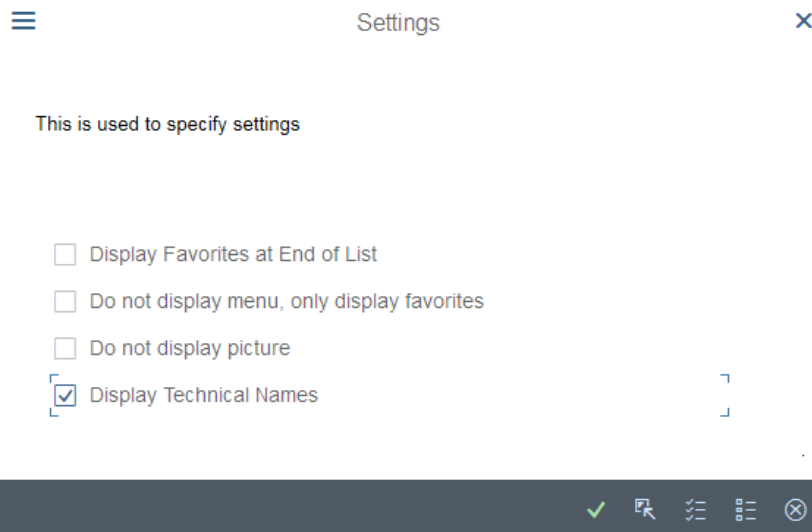 Settings
This is used to specify settings
Display Favorites at End of List
Do not display menu, only display favorites
Do not display picture
Display Technical Names